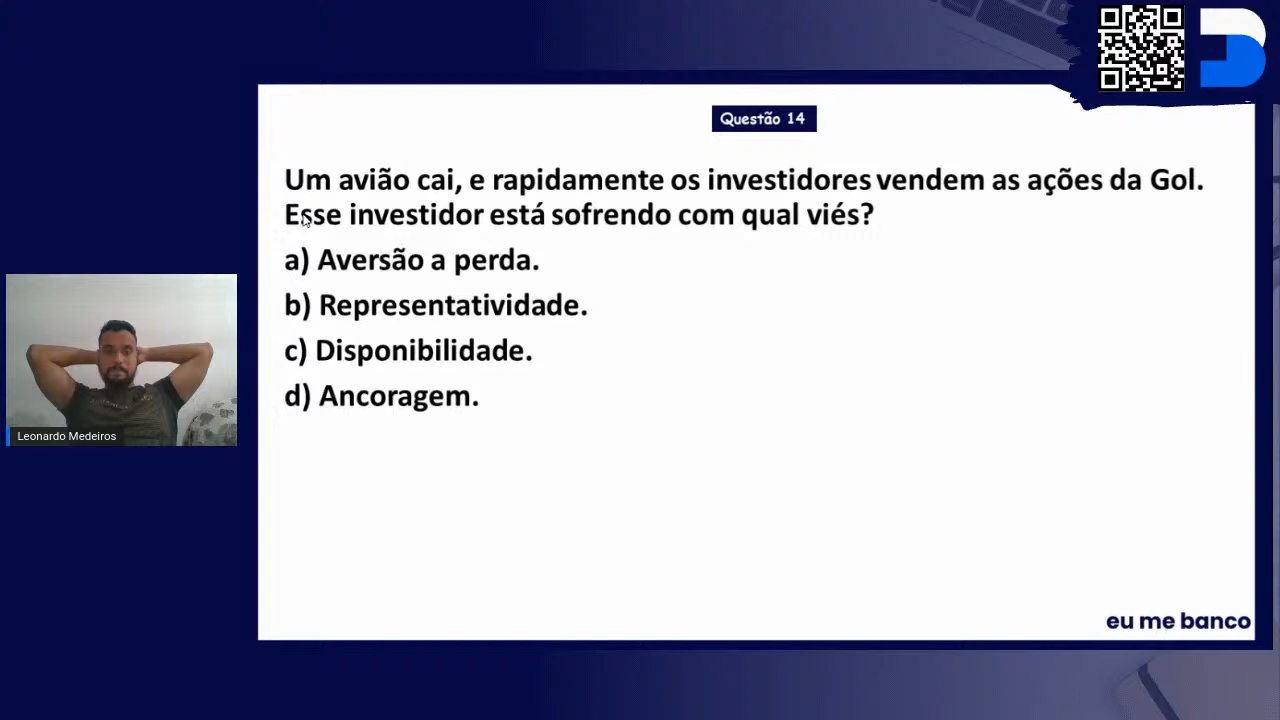 Questão 14
Um avião cai, e rapidamente os investidores vendem as ações da Gol.
Esse investidor está sofrendo com qual viés?
a) Aversão a perda.
b) Representatividade.
c) Disponibilidade.
d) Ancoragem.
Leonardo Medeiros
eu me banco